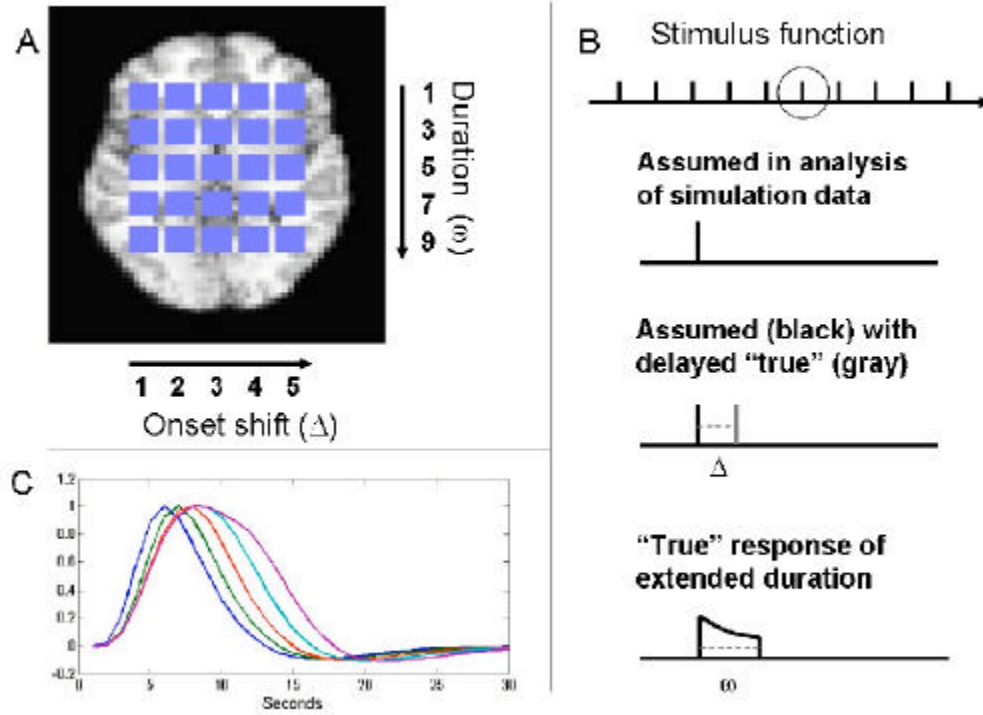 A
1
3
5
7
9
Duration (ω)
1 2 3 4 5
Onset shift (Δ)
B
Stimulus function
Assumed in analysis
of simulation data
Assumed (black) with
delayed “true” (gray)
Δ
“True” response of
extended duration
ω
C
1.2
1
0.8
0.6
0.4
0.2
0
-0.2
0 5 10 15 20 25 30
Seconds